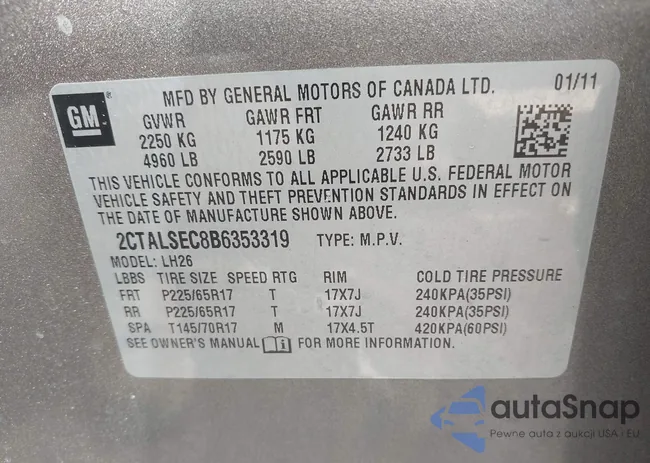 GM ® MFD BY GENERAL MOTORS OF CANADA LTD. 01/11
GVWR GAWR FRT GAWR RR
2250 KG 1175 KG 1240 KG
4960 LB 2590 LB 2733 LB
THIS VEHICLE CONFORMS TO ALL APPLICABLE U.S. FEDERAL MOTOR
VEHICLE SAFETY AND THEFT PREVENTION STANDARDS IN EFFECT ON
THE DATE OF MANUFACTURE SHOWN ABOVE.
2CTALSEC8B6353319 TYPE: M.P.V.
MODEL: LH26
LBBS TIRE SIZE SPEED RTG RIM COLD TIRE PRESSURE
FRT P225/65R17 T 17X7J 240KPA(35PSI)
RR P225/65R17 T 17X7J 240KPA(35PSI)
SPA T145/70R17 M 17X4.5T 420KPA(60PSI)
SEE OWNER'S MANUAL FOR MORE INFORMATION.
autaSnap
Pewne auta z aukcji USA - EU